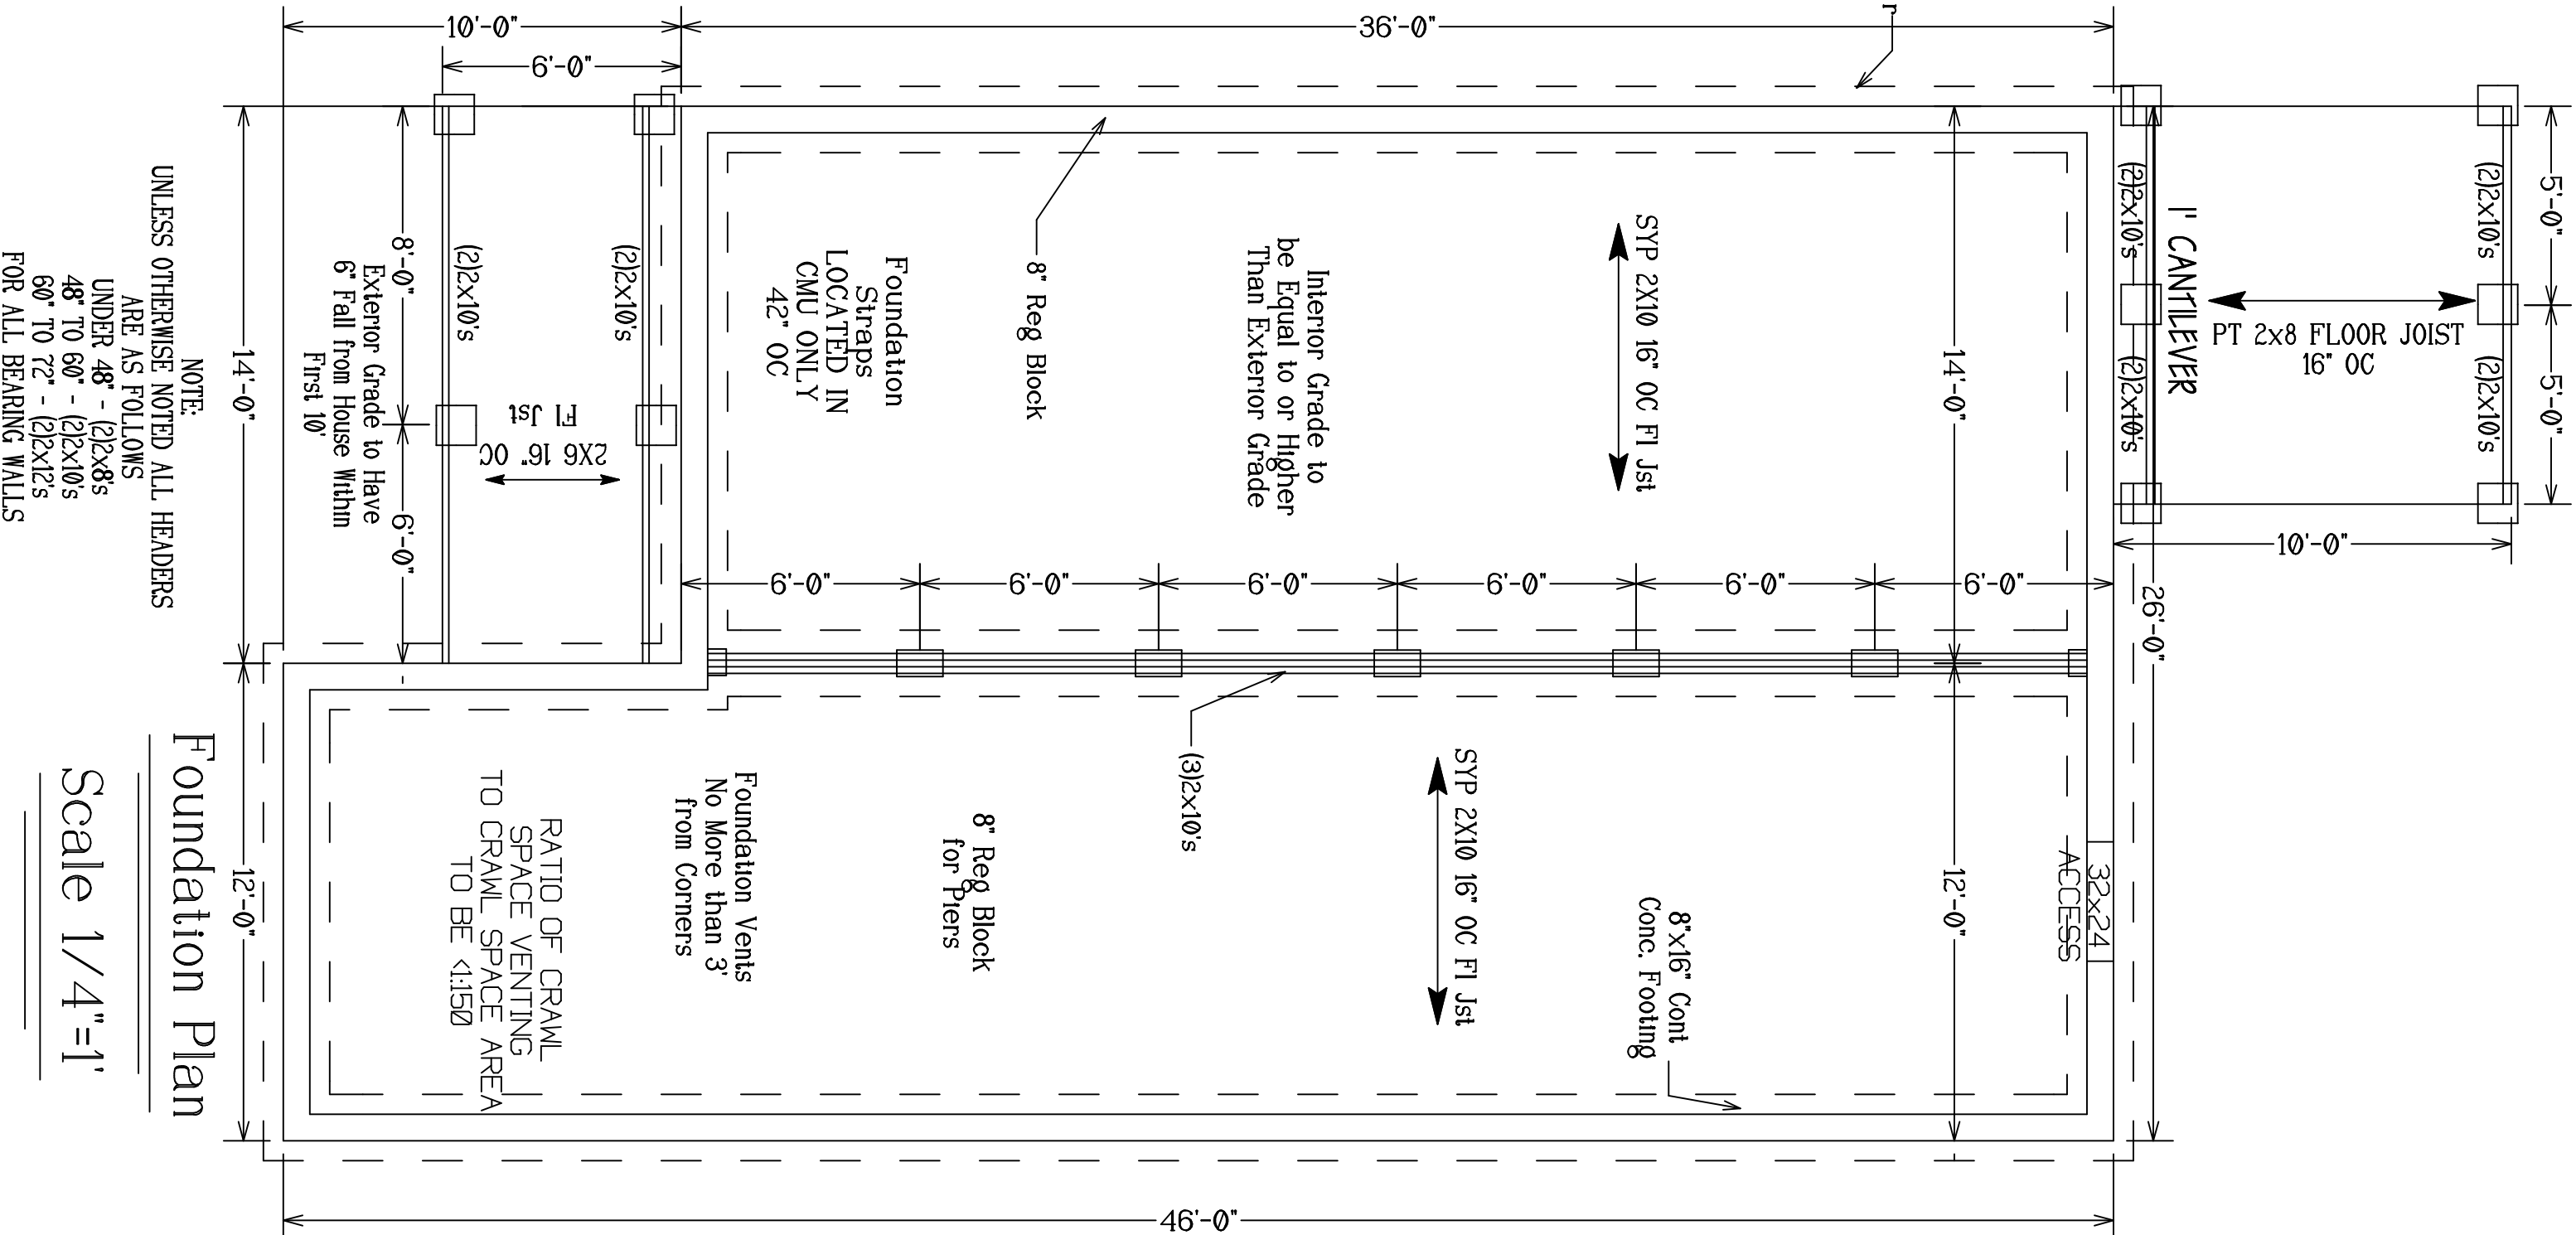 5'-0"
5'-0"
(2)2x10's
(2)2x10's
PT 2x8 FLOOR JOIST
16" OC
10'-0"
1' CANTILEVER
(2)2x10's
(2)2x10's
26'-0"
32x24
ACCESS
r
36'-0"
14'-0"
12'-0"
6'-0"
6'-0"
6'-0"
6'-0"
6'-0"
6'-0"
SYP 2X10 16" OC Fl Jst
8"x16" Cont
Conc. Footing
SYP 2X10 16" OC Fl Jst
Interior Grade to
be Equal to or Higher
Than Exterior Grade
(3)2x10's
8" Reg Block
8" Reg Block
for Piers
Foundation
Straps
LOCATED IN
CMU ONLY
42" OC
Foundation Vents
No More than 3'
from Corners
RATIO OF CRAWL
SPACE VENTING
TO CRAWL SPACE AREA
TO BE <1:150
10'-0"
6'-0"
(2)2x10's
2X6 16" OC
Fl Jst
(2)2x10's
8'-0"
6'-0"
Exterior Grade to Have
6" Fall from House Within
First 10'
14'-0"
12'-0"
46'-0"
NOTE:
UNLESS OTHERWISE NOTED ALL HEADERS
ARE AS FOLLOWS
UNDER 48" - (2)2x8's
48" TO 60" - (2)2x10's
60" TO 72" - (2)2x12's
FOR ALL BEARING WALLS
Foundation Plan
Scale 1/4"=1'